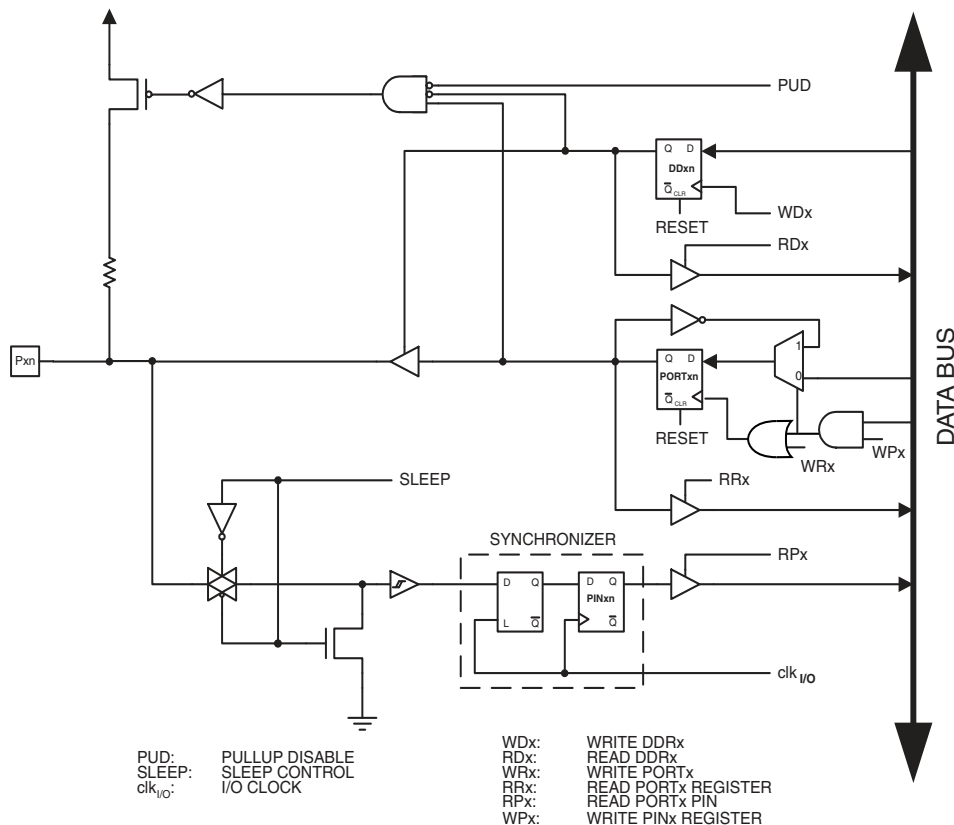 PUD
Q D
DDxn
Q CLR
WDx
RESET
RDx
Pxn
1
Q D
PORTxn
0
Q CLR
RESET
WRx
WPx
DATA BUS
SLEEP
RRx
SYNCHRONIZER
RPx
D Q
D Q
PINxn
L Q
Q
clk I/O
PUD: PULLUP DISABLE
SLEEP: SLEEP CONTROL
clkI/O: I/O CLOCK
WDx: WRITE DDRx
RDx: READ DDRx
WRx: WRITE PORTx
RRx: READ PORTx REGISTER
RPx: READ PORTx PIN
WPx: WRITE PINx REGISTER